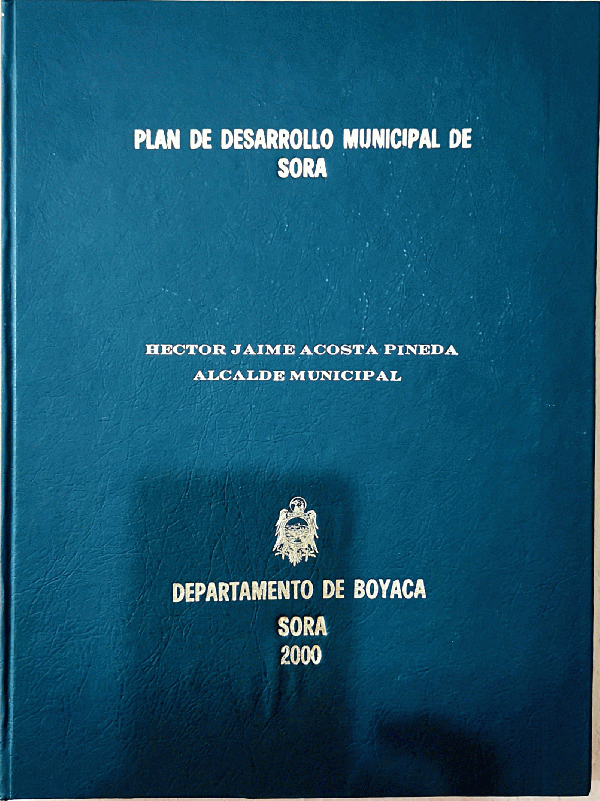 PLAN DE DESARROLLO MUNICIPAL DE
SORA
HECTOR JAIME ACOSTA PINEDA
ALCALDE MUNICIPAL
DEPARTAMENTO DE BOYACA
SORA
2000